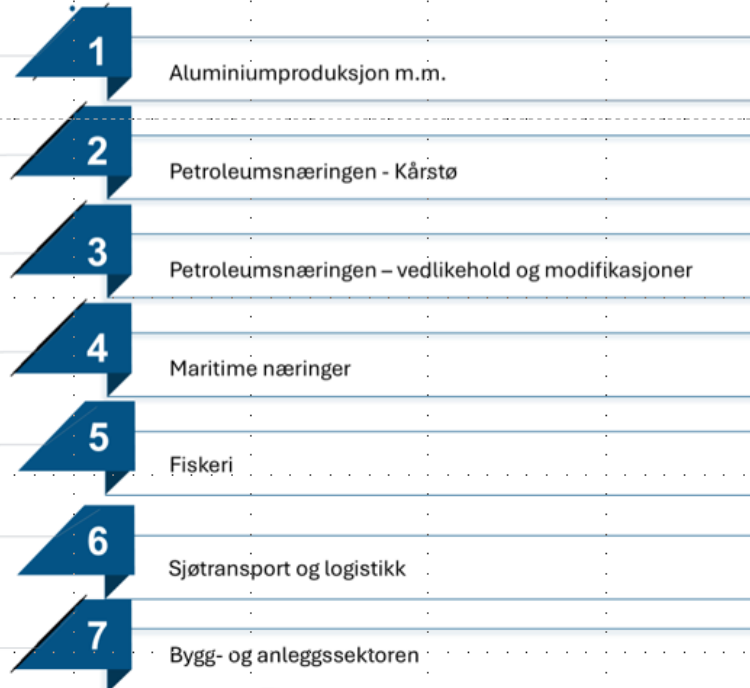 1
Aluminiumproduksjon m.m.
2
Petroleumsnæringen - Kårstø
3
Petroleumsnæringen – vedlikehold og modifikasjoner
4
Maritime næringer
5
Fiskeri
6
Sjøtransport og logistikk
7
Bygg- og anleggssektoren